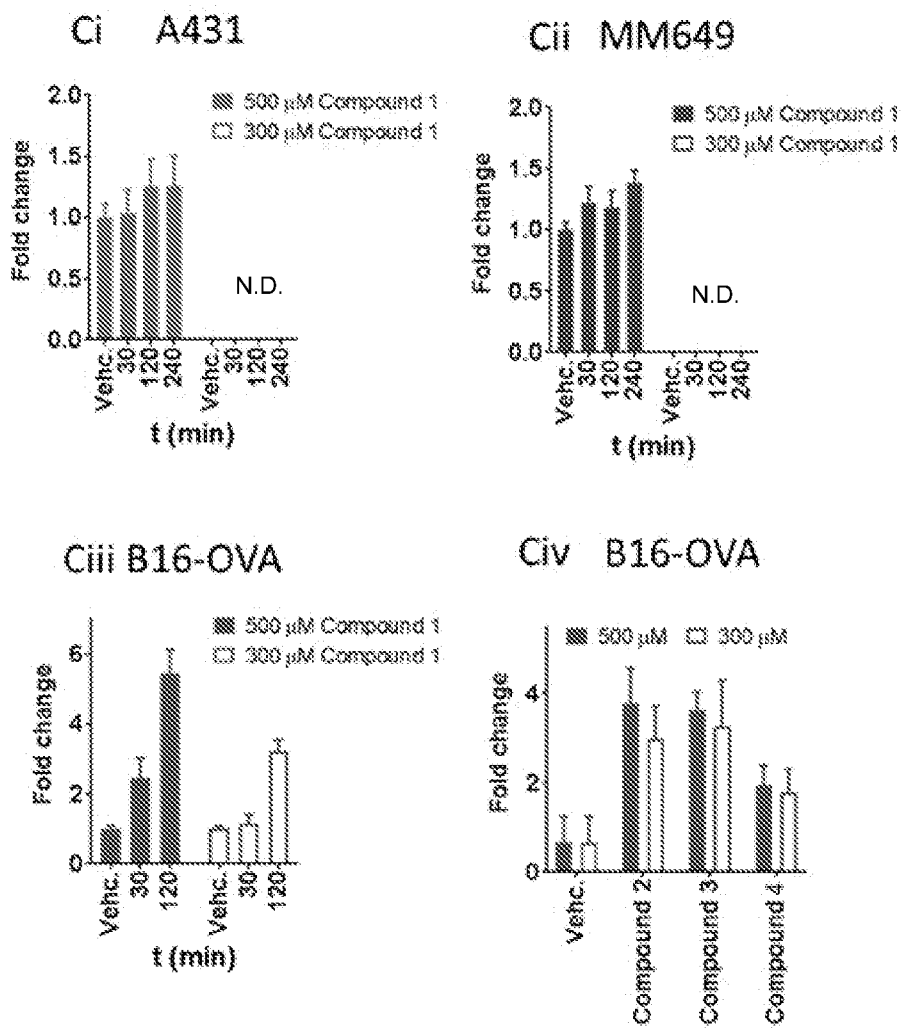 Ci A431
2.0
1.5
1.0
0.5
0.0
Fold change
500 µM Compound 1
300 µM Compound 1
N.D.
Vehc. 30 120 240 Vehc. 30 120 240
t (min)
Cii MM649
2.0
1.5
1.0
0.5
0.0
Fold change
500 µM Compound 1
300 µM Compound 1
N.D.
Vehc. 30 120 240 Vehc. 30 120 240
t (min)
Ciii B16-OVA
6
4
2
0
Fold change
500 µM Compound 1
300 µM Compound 1
Vehc. 30 120 Vehc. 30 120
t (min)
Civ B16-OVA
4
2
0
Fold change
500 µM 300 µM
Vehc. Compound 2 Compound 3 Compound 4